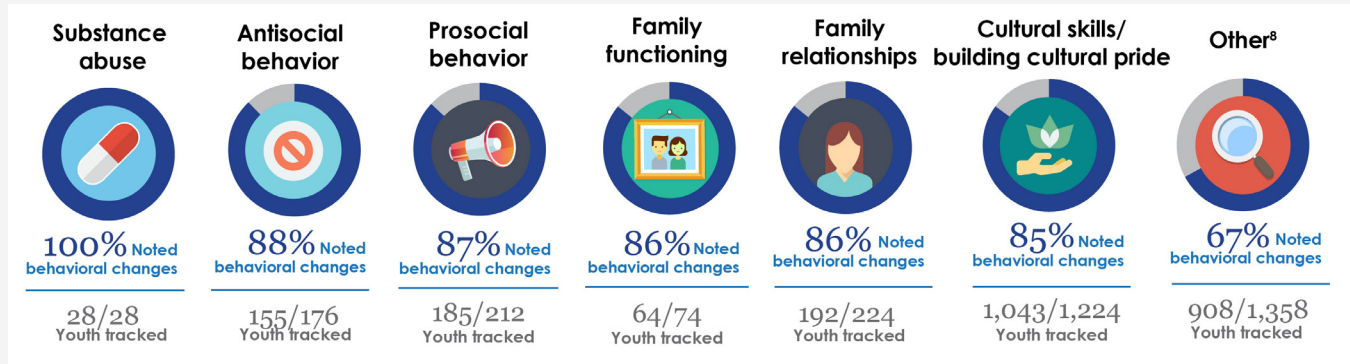 Substance
abuse
100% Noted
behavioral changes
28/28
Youth tracked
Antisocial
behavior
88% Noted
behavioral changes
155/176
Youth tracked
Prosocial
behavior
87% Noted
behavioral changes
185/212
Youth tracked
Family
functioning
86% Noted
behavioral changes
64/74
Youth tracked
Family
relationships
86% Noted
behavioral changes
192/224
Youth tracked
Cultural skills/
building cultural pride
85% Noted
behavioral changes
1,043/1,224
Youth tracked
Other⁸
67% Noted
behavioral changes
908/1,358
Youth tracked